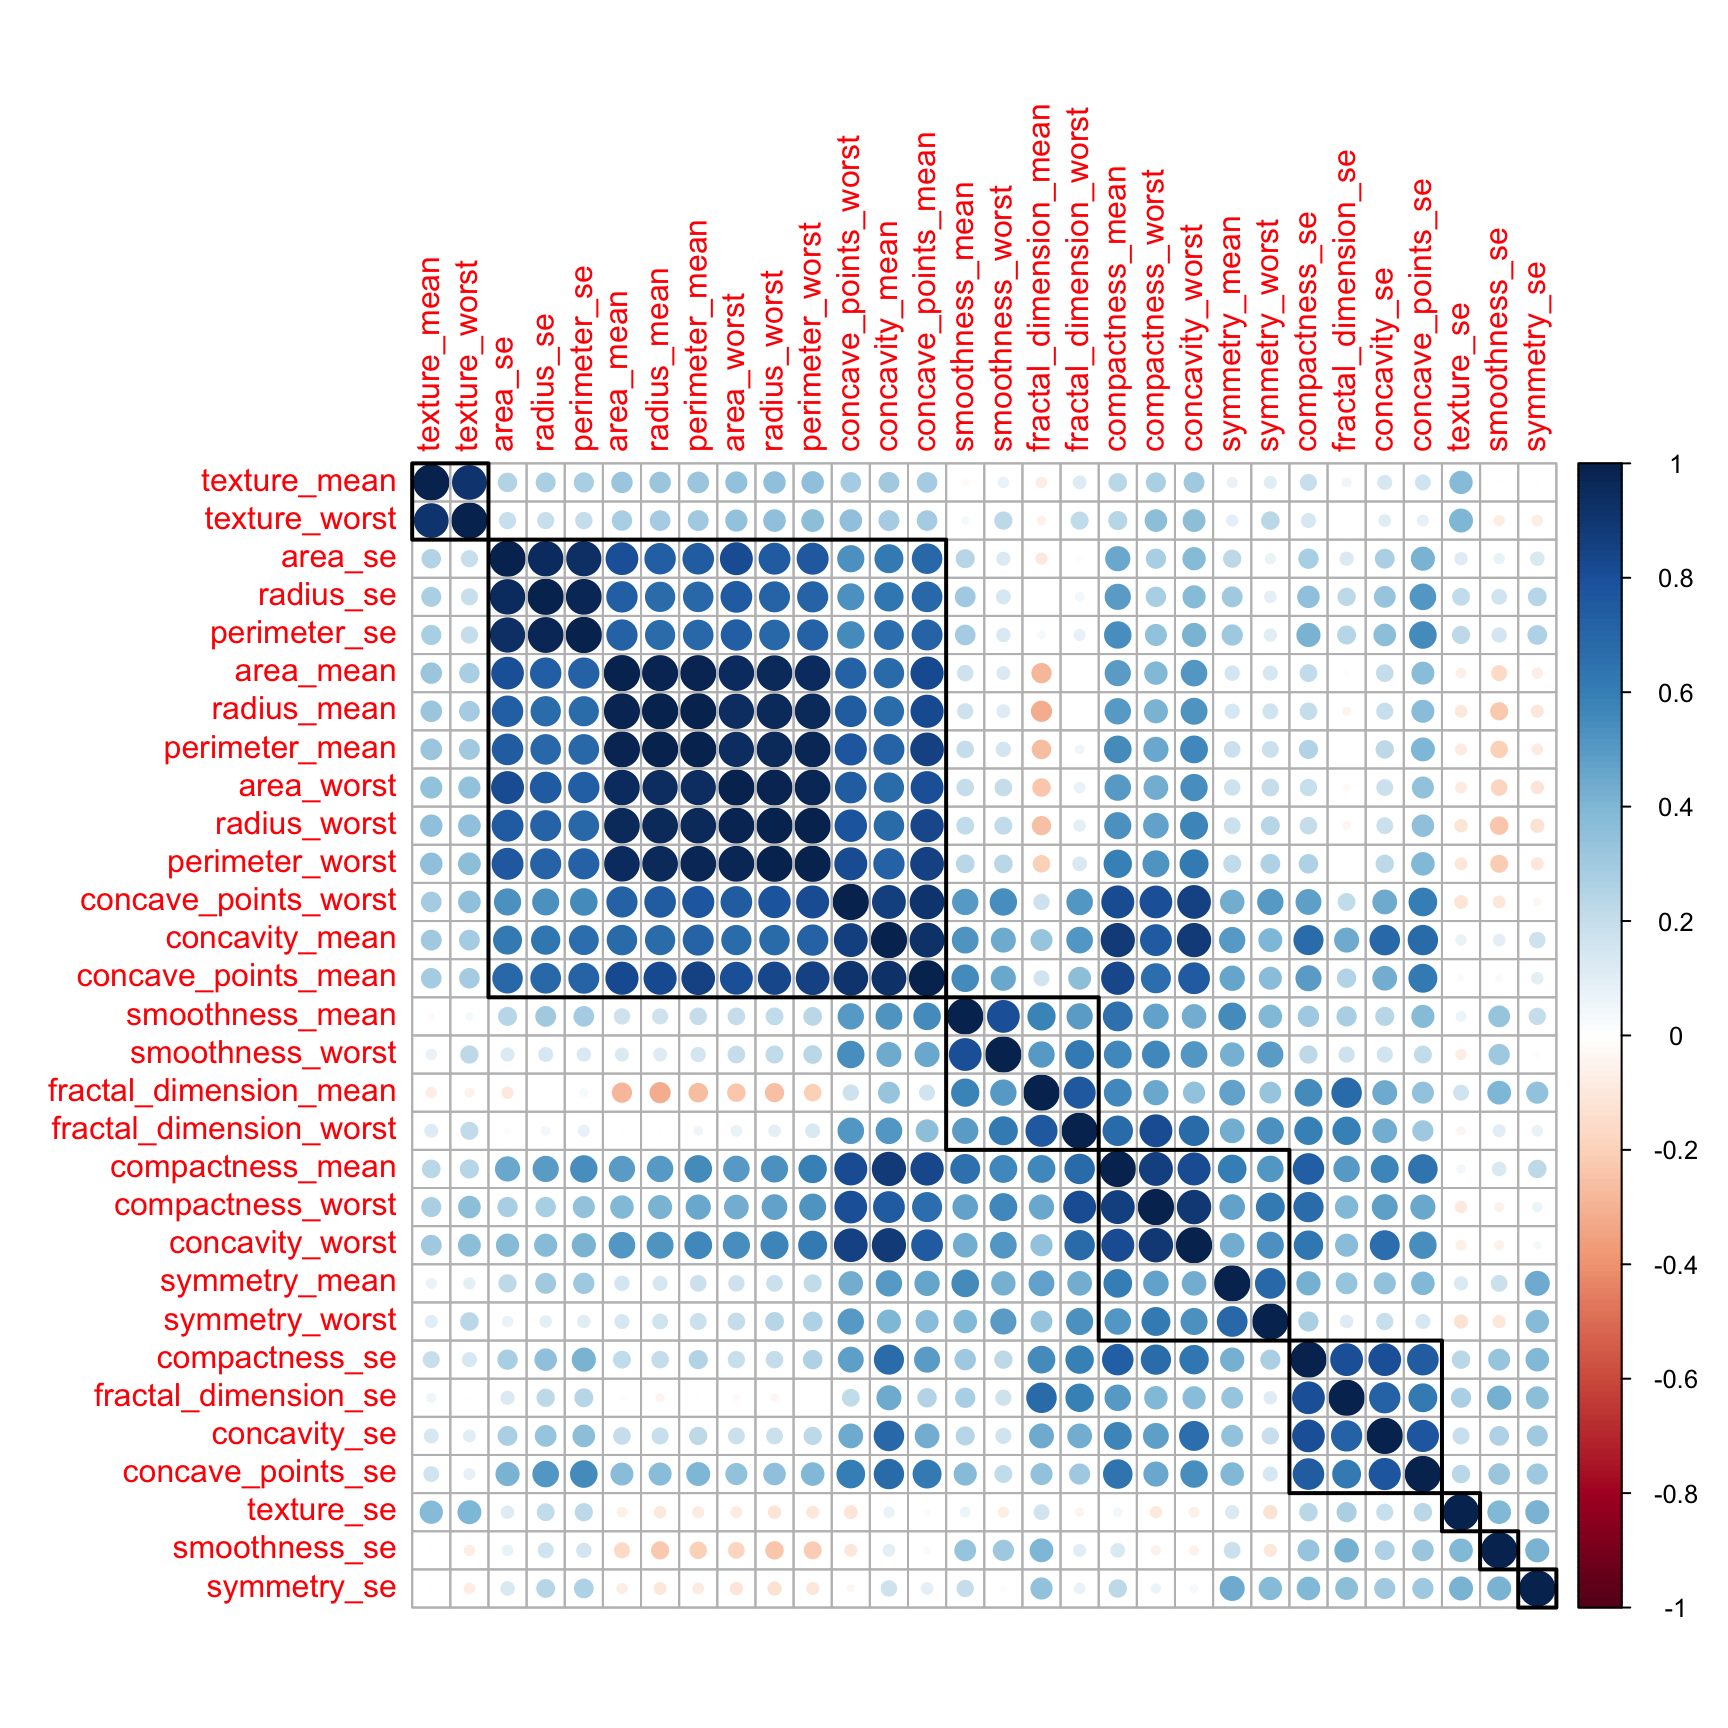 texture_mean
texture_worst
area_se
radius_se
perimeter_se
area_mean
radius_mean
perimeter_mean
area_worst
radius_worst
perimeter_worst
concave_points_worst
concavity_mean
concave_points_mean
smoothness_mean
smoothness_worst
fractal_dimension_mean
fractal_dimension_worst
compactness_mean
compactness_worst
concavity_worst
symmetry_mean
symmetry_worst
compactness_se
fractal_dimension_se
concavity_se
concave_points_se
texture_se
smoothness_se
symmetry_se
texture_mean
texture_worst
area_se
radius_se
perimeter_se
area_mean
radius_mean
perimeter_mean
area_worst
radius_worst
perimeter_worst
concave_points_worst
concavity_mean
concave_points_mean
smoothness_mean
smoothness_worst
fractal_dimension_mean
fractal_dimension_worst
compactness_mean
compactness_worst
concavity_worst
symmetry_mean
symmetry_worst
compactness_se
fractal_dimension_se
concavity_se
concave_points_se
texture_se
smoothness_se
symmetry_se
1
0.8
0.6
0.4
0.2
0
-0.2
-0.4
-0.6
-0.8
-1